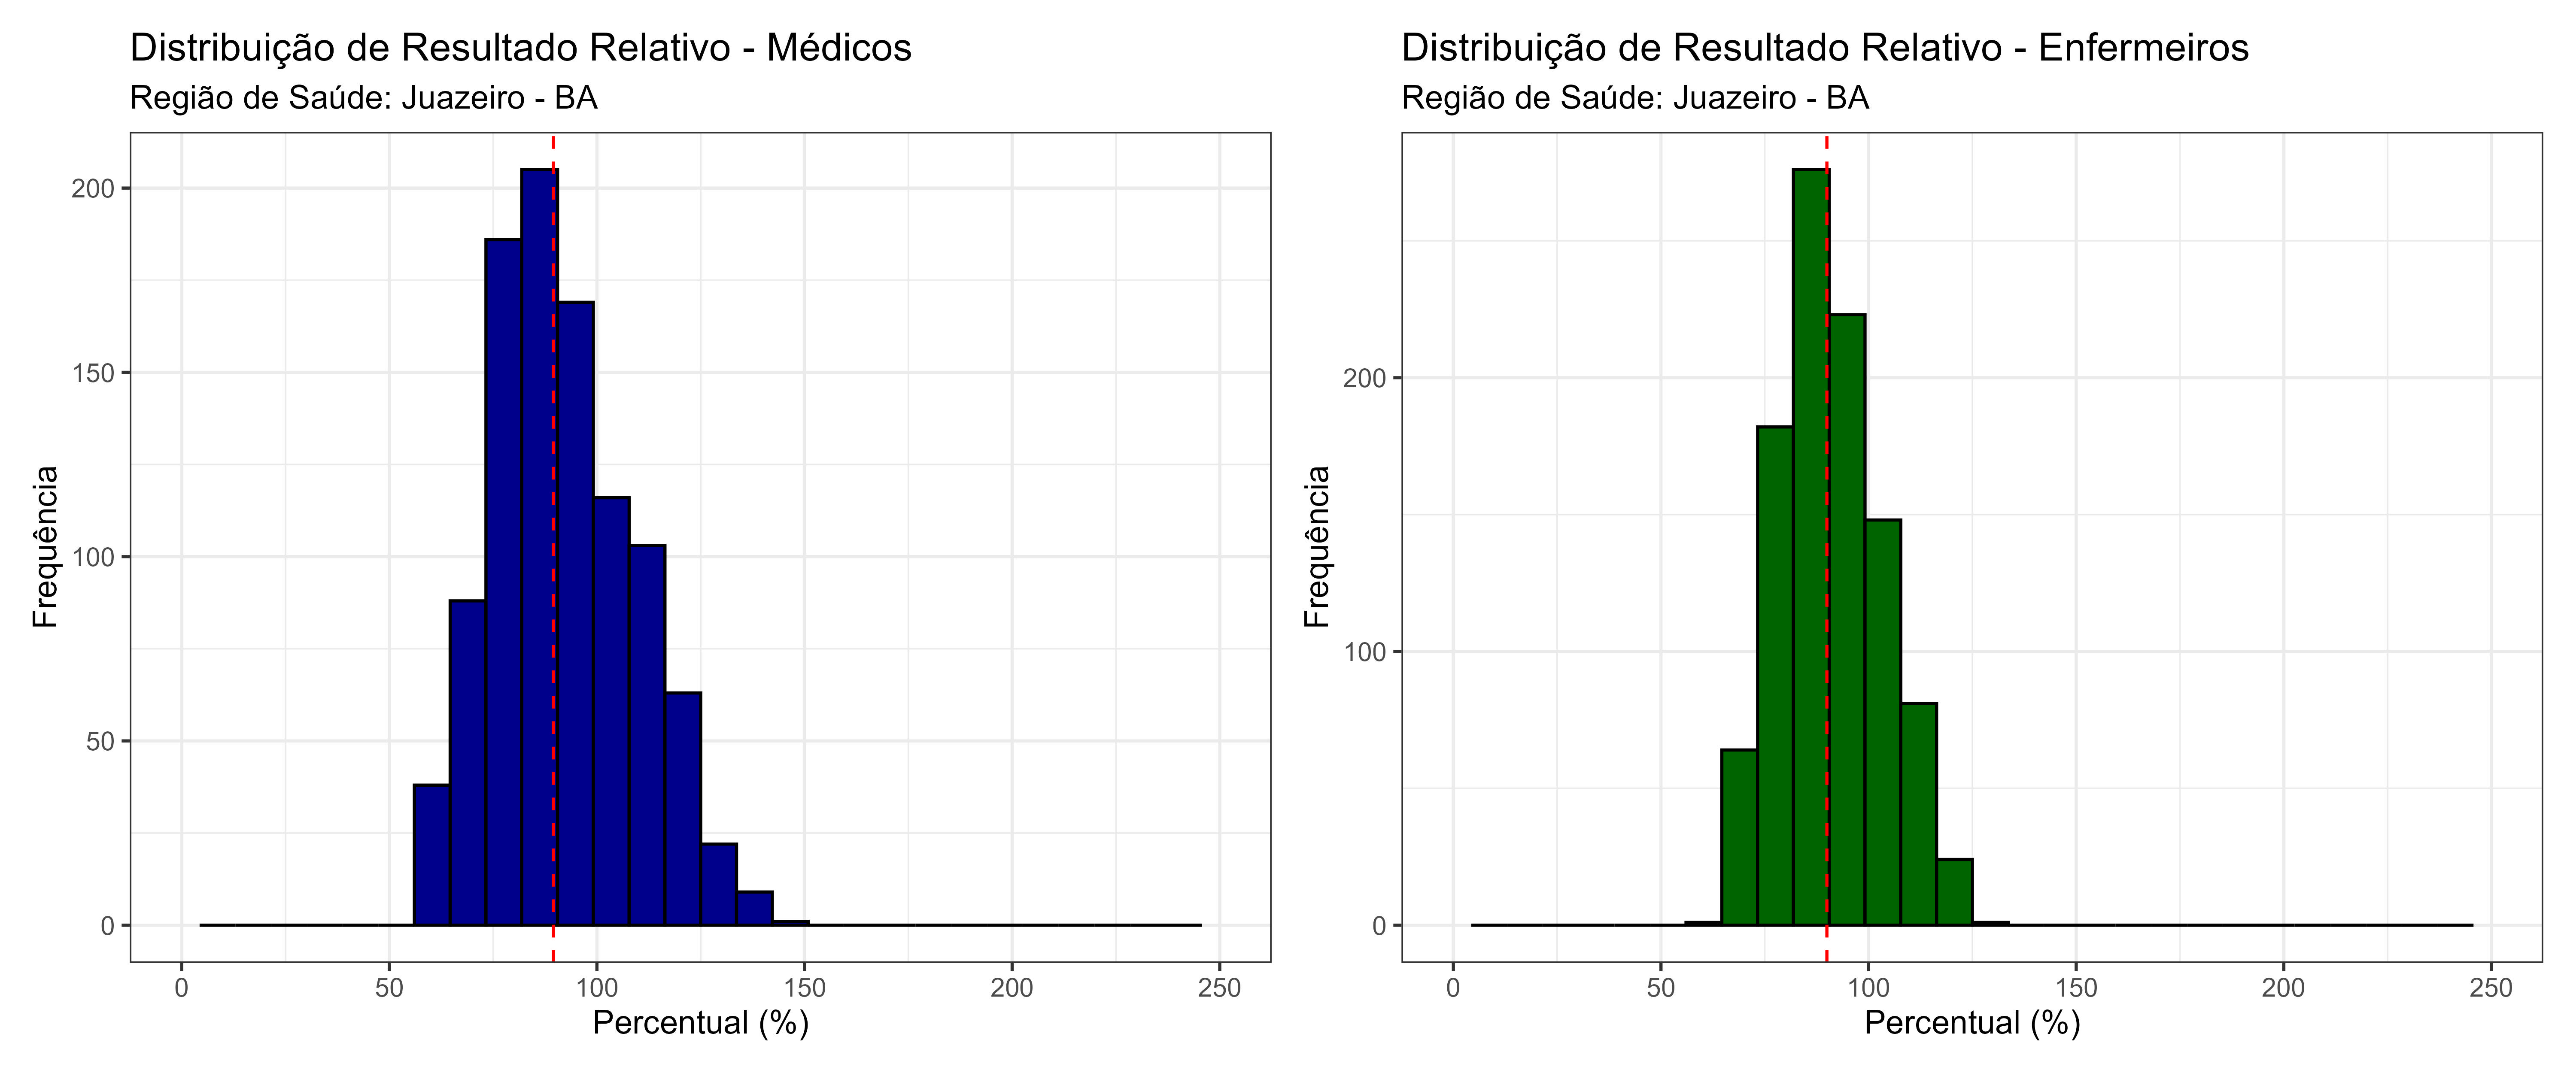 Distribuição de Resultado Relativo - Médicos
Região de Saúde: Juazeiro - BA
Frequência
200
150
100
50
0
0 50 100 150 200 250
Percentual (%)
Distribuição de Resultado Relativo - Enfermeiros
Região de Saúde: Juazeiro - BA
Frequência
200
100
0
0 50 100 150 200 250
Percentual (%)